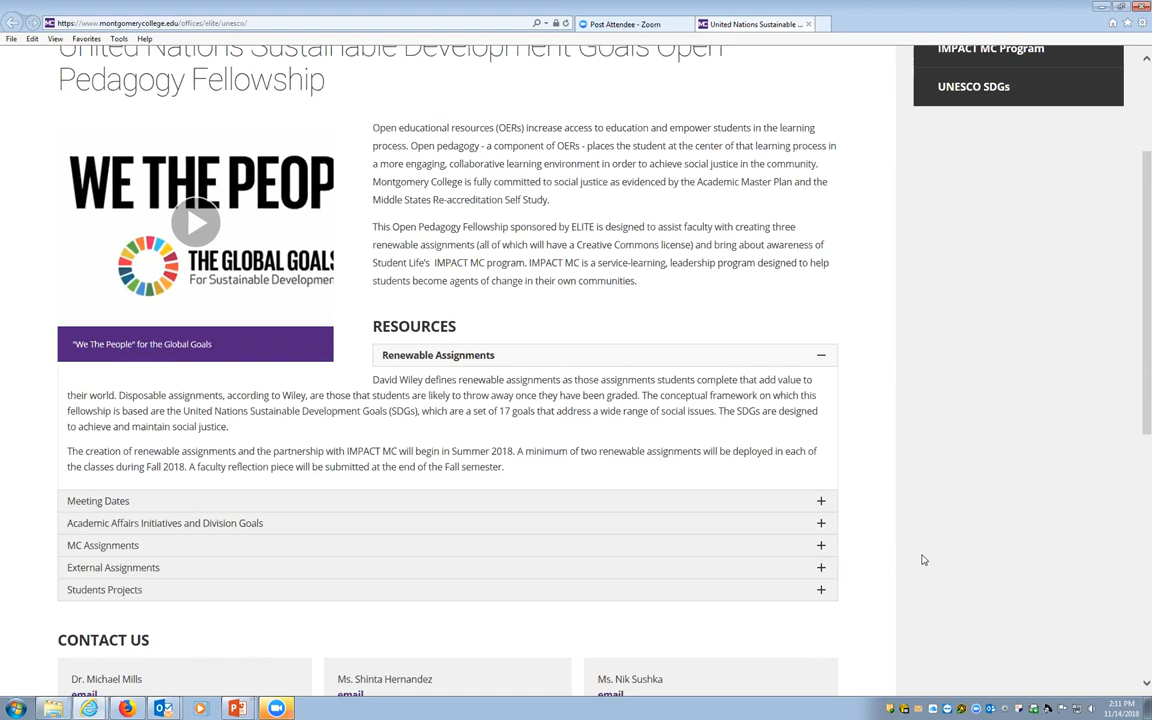 https://www.montgomerycollege.edu/offices/elite/unesco/
Post Attendee - Zoom
United Nations Sustainable ...
File Edit View Favorites Tools Help
United Nations Sustainable Development Goals Open
Pedagogy Fellowship
IMPACT MC Program
UNESCO SDGs
WE THE PEOP
THE GLOBAL GOALS
For Sustainable Developmen
"We The People" for the Global Goals
Open educational resources (OERs) increase access to education and empower students in the learning
process. Open pedagogy - a component of OERs - places the student at the center of that learning process in
a more engaging, collaborative learning environment in order to achieve social justice in the community.
Montgomery College is fully committed to social justice as evidenced by the Academic Master Plan and the
Middle States Re-accreditation Self Study.
This Open Pedagogy Fellowship sponsored by ELITE is designed to assist faculty with creating three
renewable assignments (all of which will have a Creative Commons license) and bring about awareness of
Student Life's IMPACT MC program. IMPACT MC is a service-learning, leadership program designed to help
students become agents of change in their own communities.
RESOURCES
Renewable Assignments
David Wiley defines renewable assignments as those assignments students complete that add value to
their world. Disposable assignments, according to Wiley, are those that students are likely to throw away once they have been graded. The conceptual framework on which this
fellowship is based are the United Nations Sustainable Development Goals (SDGs), which are a set of 17 goals that address a wide range of social issues. The SDGs are designed
to achieve and maintain social justice.
The creation of renewable assignments and the partnership with IMPACT MC will begin in Summer 2018. A minimum of two renewable assignments will be deployed in each of
the classes during Fall 2018. A faculty reflection piece will be submitted at the end of the Fall semester.
Meeting Dates
Academic Affairs Initiatives and Division Goals
MC Assignments
External Assignments
Students Projects
CONTACT US
Dr. Michael Mills
email
Ms. Shinta Hernandez
email
Ms. Nik Sushka
email
2:11 PM
11/14/2018